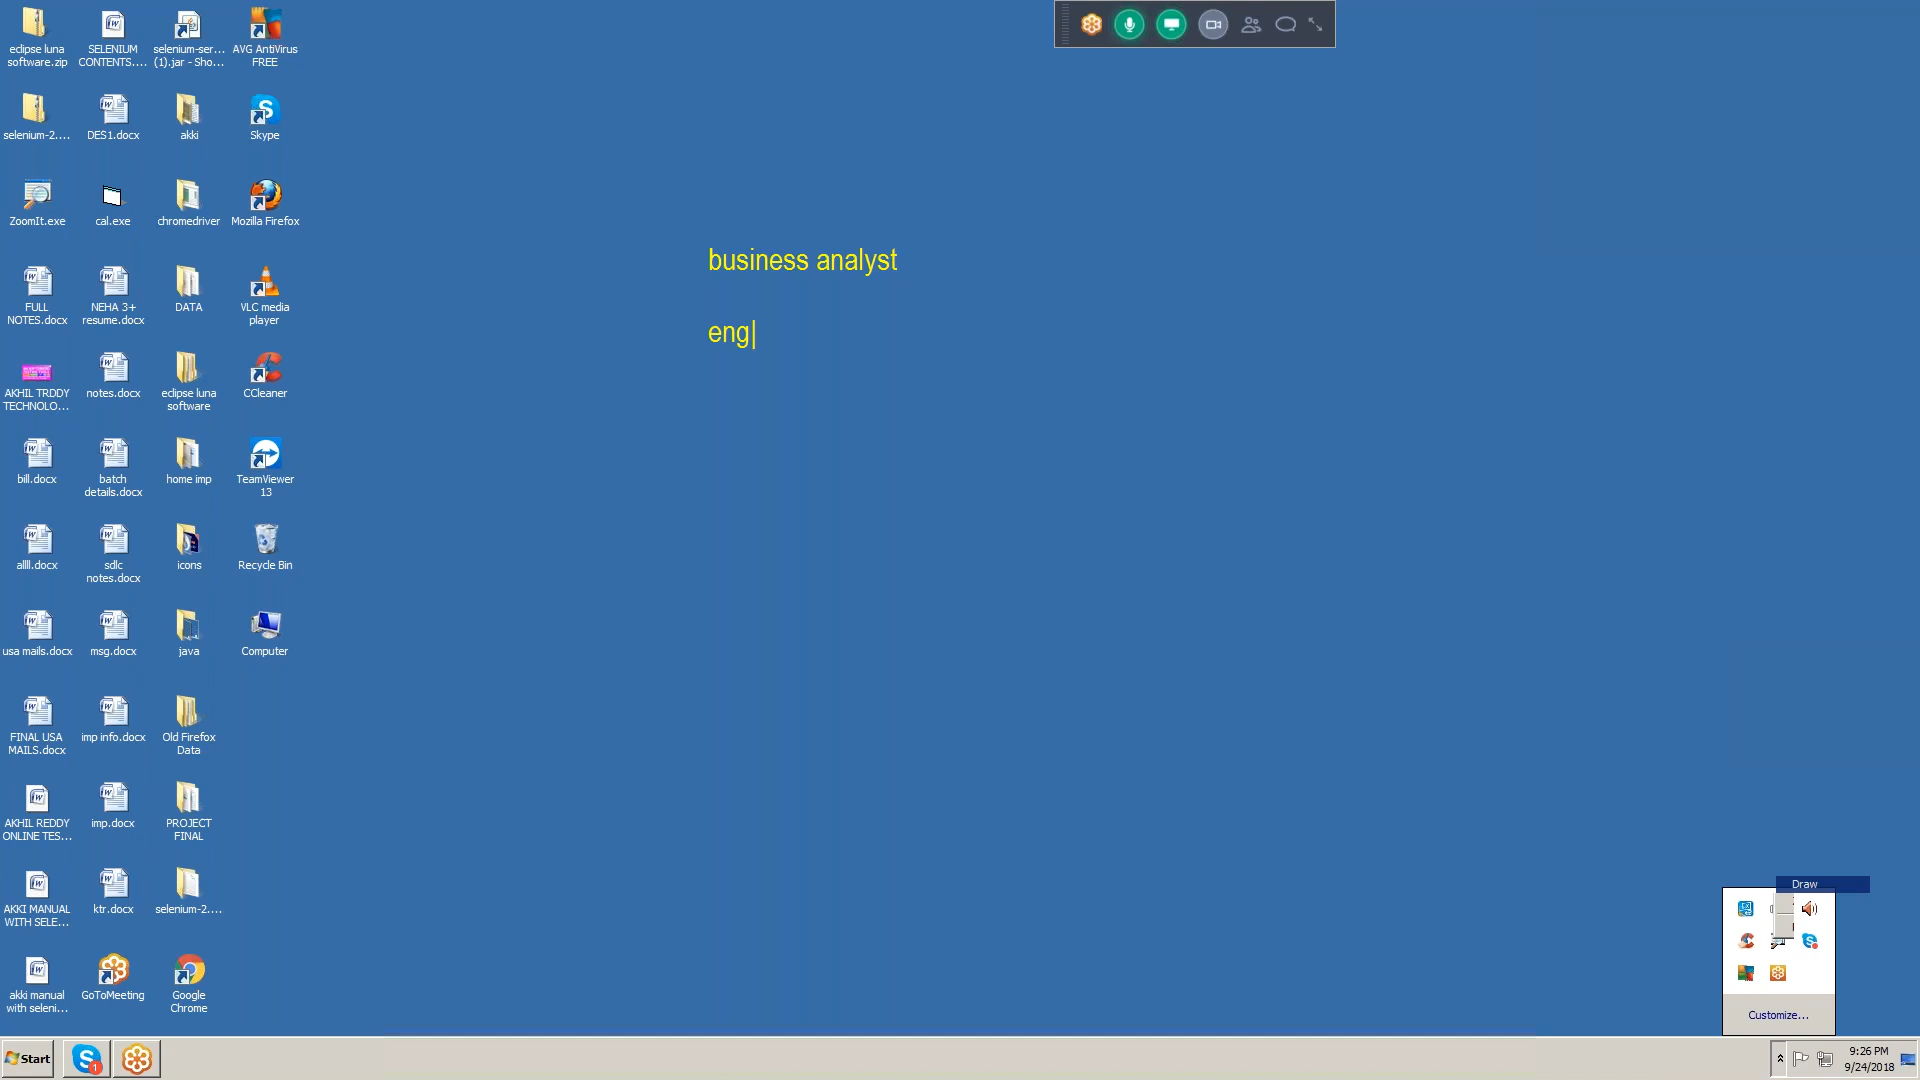 eclipse luna
software.zip
SELENIUM
CONTENTS....
selenium-ser...
(1).jar - Sho...
AVG AntiVirus
FREE
selenium-2....
DES1.docx
akki
Skype
ZoomIt.exe
cal.exe
chromedriver
Mozilla Firefox
business analyst
eng
FULL
NOTES.docx
NEHA 3+
resume.docx
DATA
VLC media
player
AKHIL TRDDY
TECHNOLO...
notes.docx
eclipse luna
software
CCleaner
bill.docx
batch
details.docx
home imp
TeamViewer
13
allll.docx
sdlc
notes.docx
icons
Recycle Bin
usa mails.docx
msg.docx
java
Computer
FINAL USA
MAILS.docx
imp info.docx
Old Firefox
Data
AKHIL REDDY
ONLINE TES...
imp.docx
PROJECT
FINAL
AKKI MANUAL
WITH SELE...
ktr.docx
selenium-2....
akki manual
with seleni...
GoToMeeting
Google
Chrome
Draw
Customize...
Start
1
9:26 PM
9/24/2018